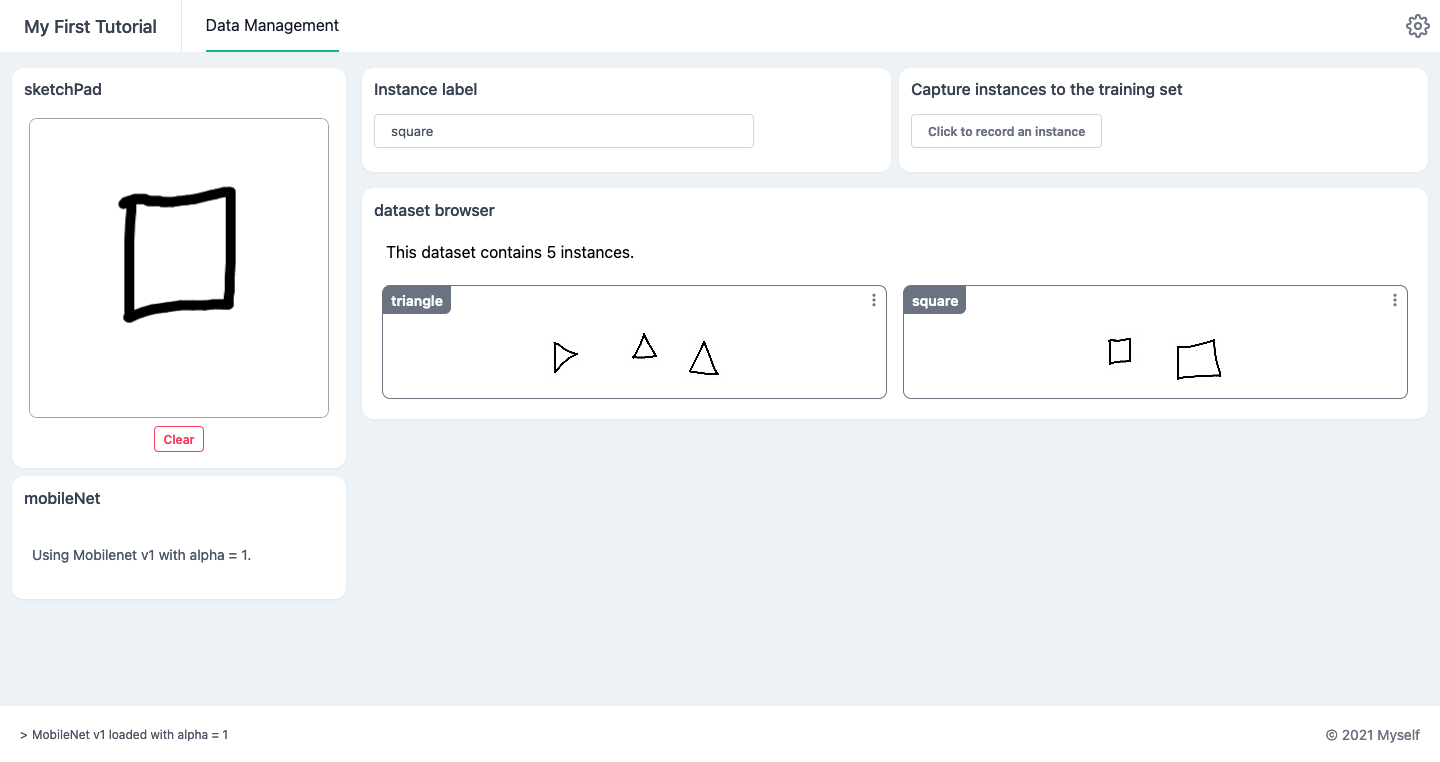 My First Tutorial
Data Management
sketchPad
Clear
mobileNet
Using Mobilenet v1 with alpha = 1.
Instance label
square
Capture instances to the training set
Click to record an instance
dataset browser
This dataset contains 5 instances.
triangle
square
> MobileNet v1 loaded with alpha = 1
© 2021 Myself